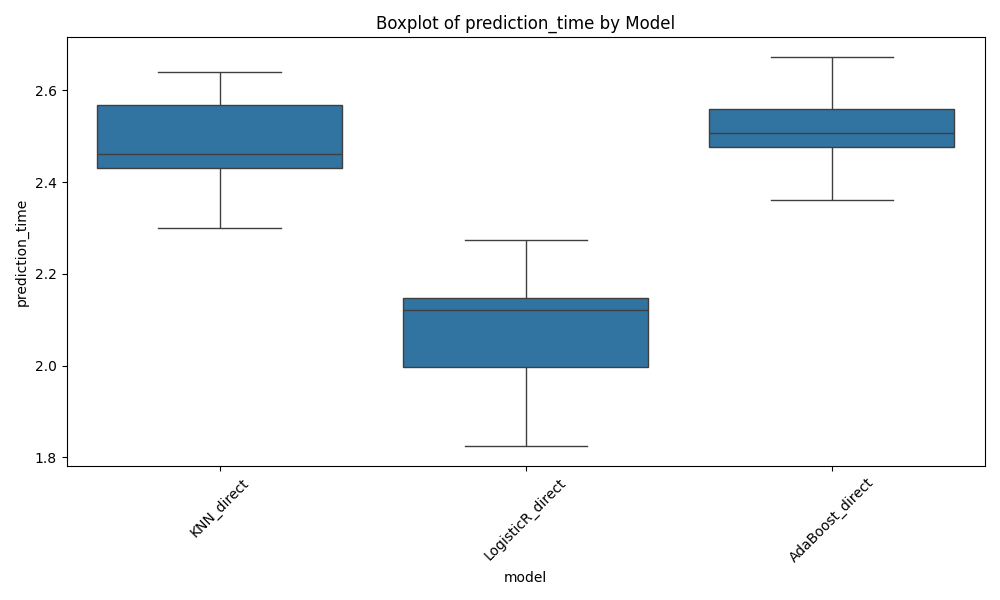 Boxplot of prediction_time by Model
prediction_time
2.6
2.4
2.2
2.0
1.8
KNN_direct
LogisticR_direct
AdaBoost_direct
model